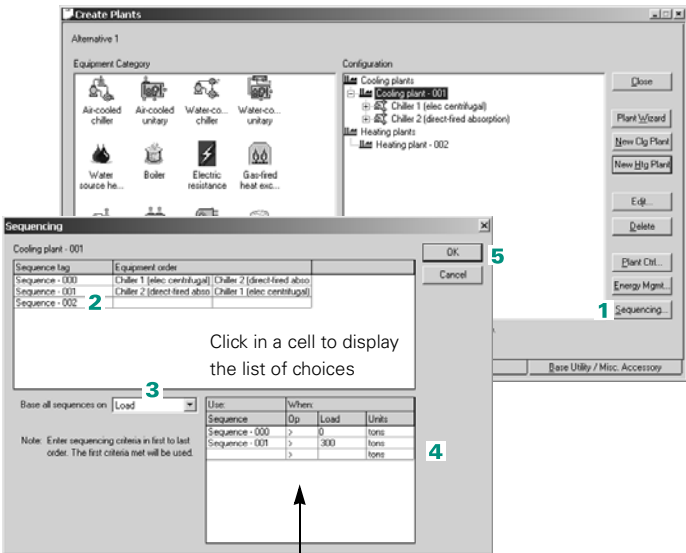 Create Plants
Alternative 1
Equipment Category
Configuration
Air-cooled chiller
Air-cooled unitary
Water-co... chiller
Water-co... unitary
Water source he...
Boiler
Electric resistance
Gas-fired heat exc...
Cooling plants
Cooling plant - 001
Chiller 1 (elec centrifugal)
Chiller 2 (direct-fired absorption)
Heating plants
Heating plant - 002
Close
Plant Wizard
New Clg Plant
New Htg Plant
Edit...
Delete
Plant Ctrl...
Energy Mgmt...
1 Sequencing...
Base Utility / Misc. Accessory
Sequencing
Cooling plant - 001
Sequence tag Equipment order
Sequence - 000 Chiller 1 (elec centrifugal) Chiller 2 (direct-fired abso
Sequence - 001 Chiller 2 (direct-fired abso Chiller 1 (elec centrifugal)
Sequence - 002
2
OK
5
Cancel
Click in a cell to display
the list of choices
3
Base all sequences on Load
Note: Enter sequencing criteria in first to last
order. The first criteria met will be used.
Use: When:
Sequence Op Load Units
Sequence - 000 > 0 tons
Sequence - 001 > 300 tons
> tons
4